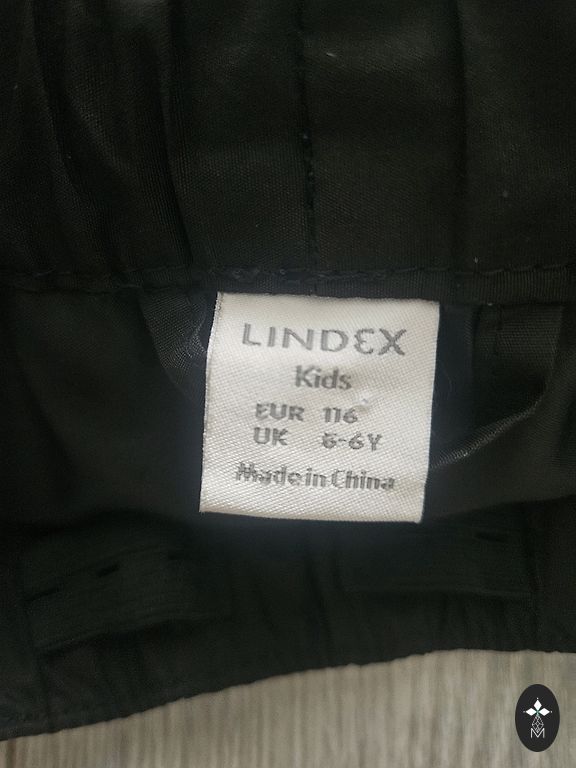 LINDEX
Kids
EUR 116
UK 5-6Y
Made in China
M